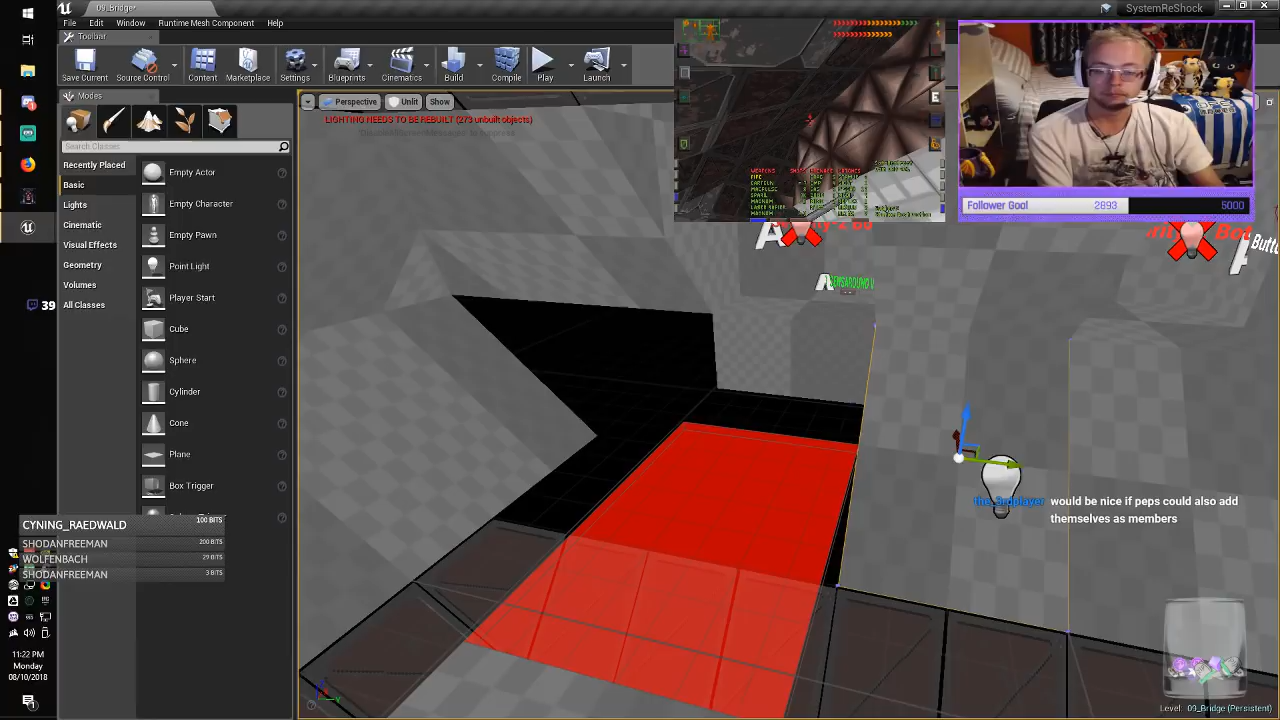 09_Bridge
SystemReShock
File Edit Window Runtime Mesh Component Help
Toolbar
Save Current Source Control Content Marketplace Settings Blueprints Cinematics Build Compile Play Launch
Modes
Search Classes
Recently Placed
Basic
Lights
Cinematic
Visual Effects
Geometry
Volumes
All Classes
Empty Actor
Empty Character
Empty Pawn
Point Light
Player Start
Cube
Sphere
Cylinder
Cone
Plane
Box Trigger
Perspective Unlit Show
LIGHTING NEEDS TO BE REBUILT (273 unbuilt objects)
WEAPONS
Follower Goal 2893 5000
39
the_3rdplayer would be nice if peps could also add
themselves as members
CYNING_RAEDWALD 100 BITS
SHODANFREEMAN 200 BITS
WOLFENBACH 29 BITS
SHODANFREEMAN 3 BITS
11:22 PM
Monday
08/10/2018
Level: 09_Bridge (Persistent)